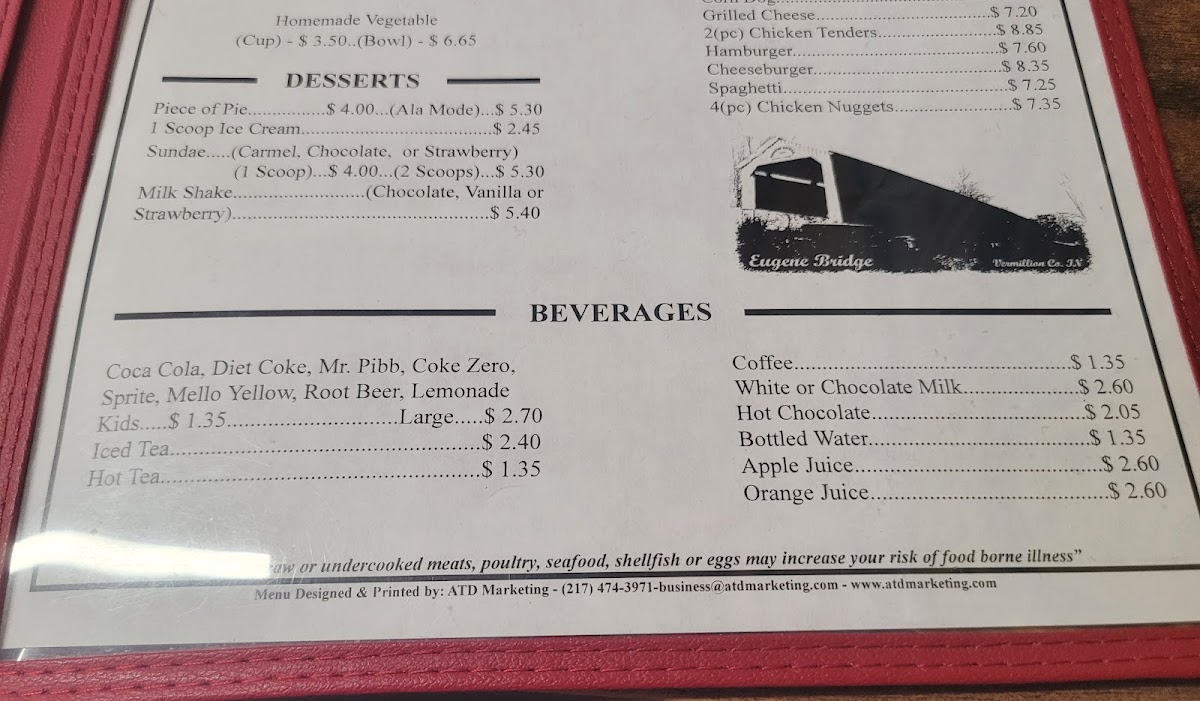 Homemade Vegetable
(Cup) - $ 3.50..(Bowl) - $ 6.65
DESSERTS
Piece of Pie...............$ 4.00...(Ala Mode)...$ 5.30
1 Scoop Ice Cream.....................................$ 2.45
Sundae.....(Carmel, Chocolate, or Strawberry)
(1 Scoop)...$ 4.00...(2 Scoops)...$ 5.30
Milk Shake.........................(Chocolate, Vanilla or
Strawberry).................................................$ 5.40
Corn Dog
Grilled Cheese.................................$ 7.20
2(pc) Chicken Tenders......................$ 8.85
Hamburger.......................................$ 7.60
Cheeseburger...................................$ 8.35
Spaghetti..........................................$ 7.25
4(pc) Chicken Nuggets......................$ 7.35
Eugene Bridge
Vermillion Co. IN
BEVERAGES
Coca Cola, Diet Coke, Mr. Pibb, Coke Zero,
Sprite, Mello Yellow, Root Beer, Lemonade
Kids.....$ 1.35................................Large.....$ 2.70
Iced Tea..........................................................$ 2.40
Hot Tea...........................................................$ 1.35
Coffee....................................................$ 1.35
White or Chocolate Milk......................$ 2.60
Hot Chocolate........................................$ 2.05
Bottled Water.........................................$ 1.35
Apple Juice..............................................$ 2.60
Orange Juice............................................$ 2.60
or undercooked meats, poultry, seafood, shellfish or eggs may increase your risk of food borne illness”
Menu Designed & Printed by: ATD Marketing - (217) 474-3971-business@atdmarketing.com - www.atdmarketing.com